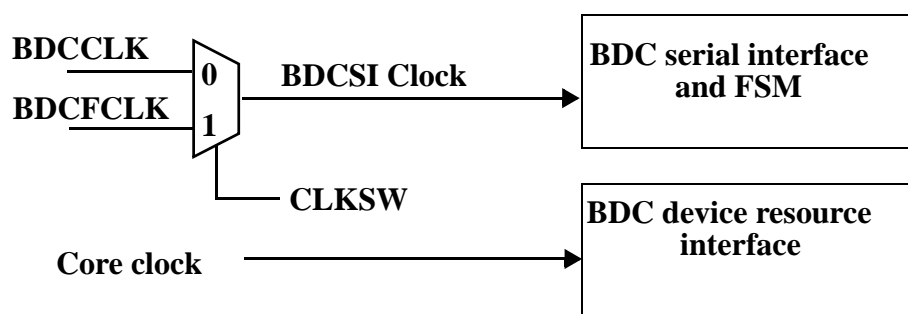 BDCCLK
0
BDCSI Clock
BDC serial interface
and FSM
BDCFCLK
1
CLKSW
BDC device resource
interface
Core clock